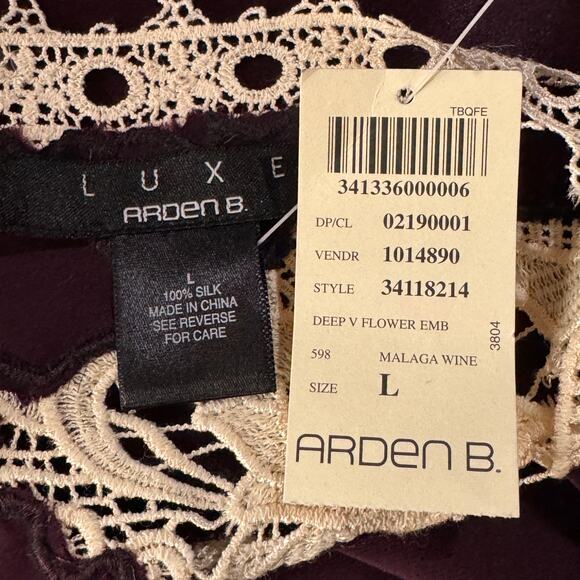 LUXE
ARDEN B.
L
100% SILK
MADE IN CHINA
SEE REVERSE
FOR CARE
TBQFE
341336000006
DP/CL 02190001
VENDR 1014890
STYLE 34118214
DEEP V FLOWER EMB
598 MALAGA WINE
SIZE L
3804
ARDEN B.